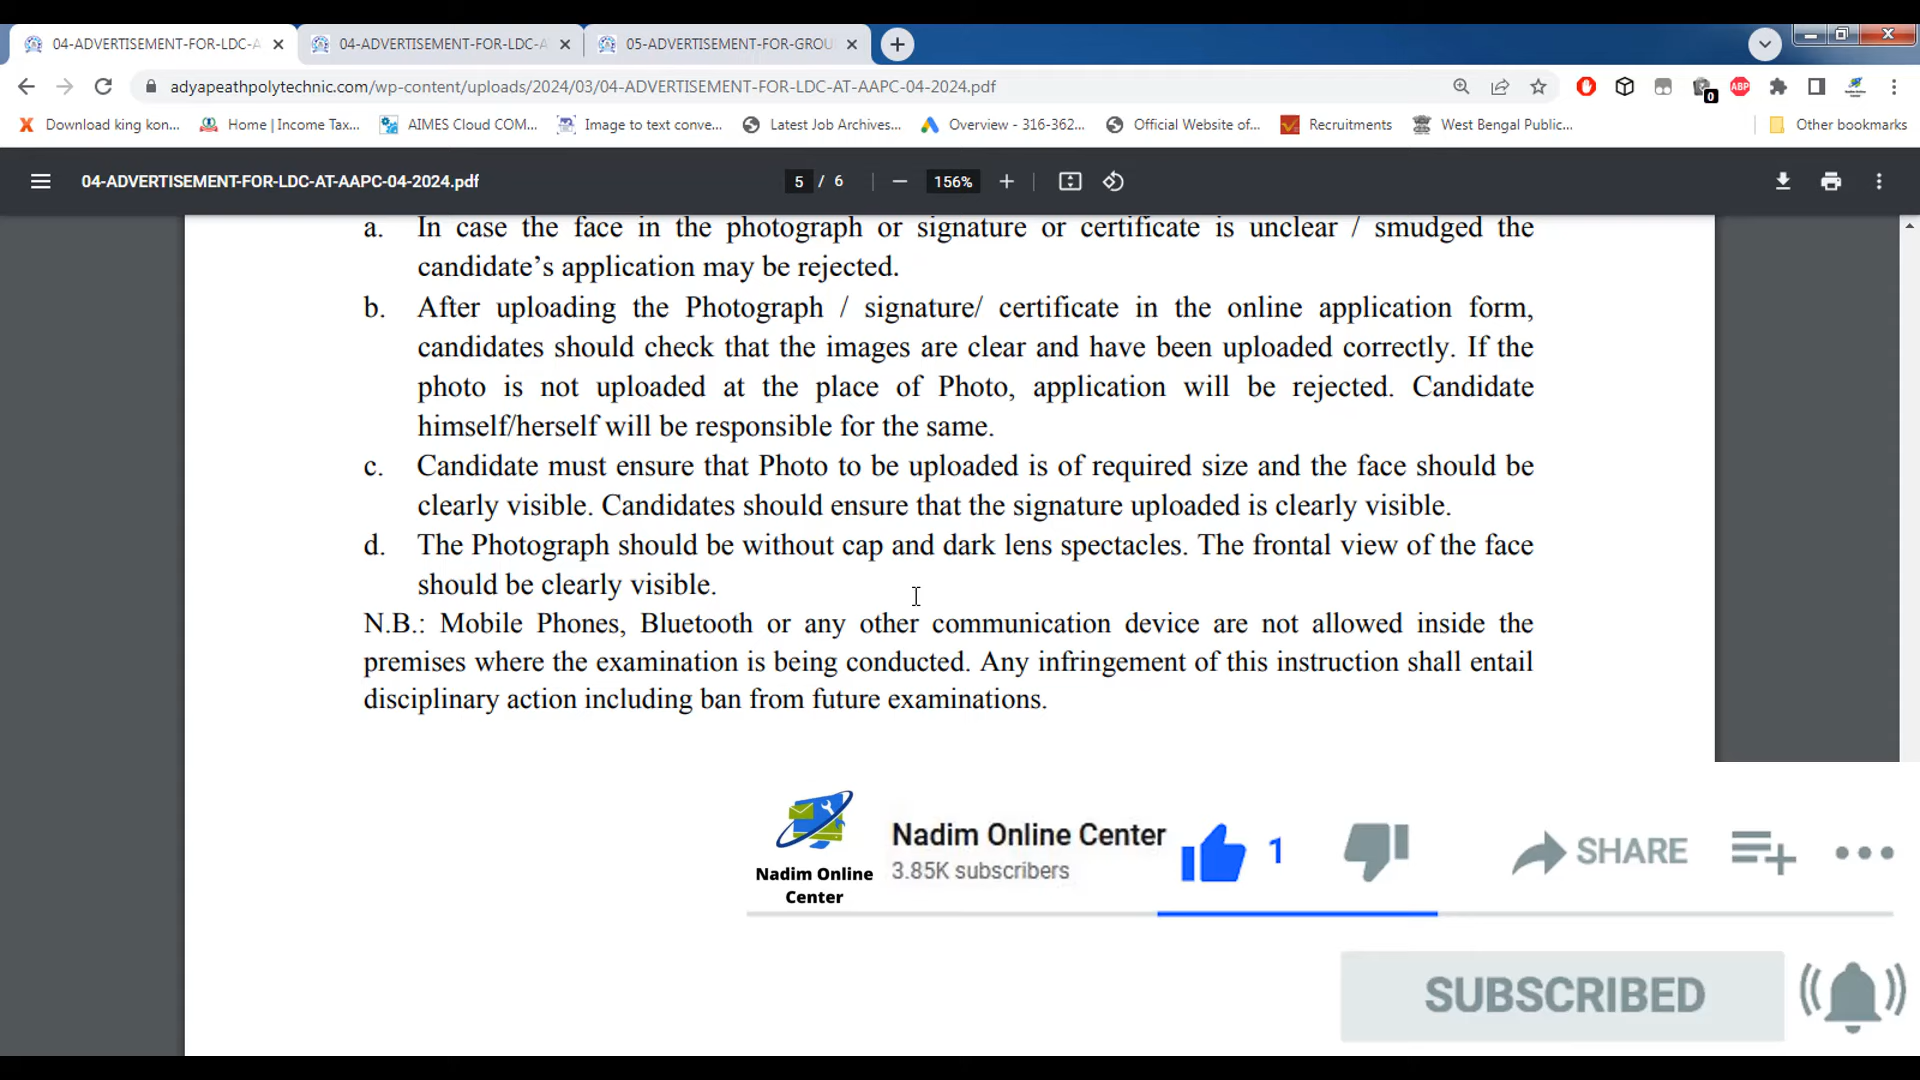 04-ADVERTISEMENT-FOR-LDC-A
04-ADVERTISEMENT-FOR-LDC-A
05-ADVERTISEMENT-FOR-GROU
adyapeathpolytechnic.com/wp-content/uploads/2024/03/04-ADVERTISEMENT-FOR-LDC-AT-AAPC-04-2024.pdf
0
ABP
Download king kon...
Home | Income Tax...
AIMES Cloud COM...
Image to text conve...
Latest Job Archives...
Overview - 316-362...
Official Website of...
Recruitments
West Bengal Public...
Other bookmarks
04-ADVERTISEMENT-FOR-LDC-AT-AAPC-04-2024.pdf
5 / 6
156%
a. In case the face in the photograph or signature or certificate is unclear / smudged the
candidate's application may be rejected.
b. After uploading the Photograph / signature/ certificate in the online application form,
candidates should check that the images are clear and have been uploaded correctly. If the
photo is not uploaded at the place of Photo, application will be rejected. Candidate
himself/herself will be responsible for the same.
c. Candidate must ensure that Photo to be uploaded is of required size and the face should be
clearly visible. Candidates should ensure that the signature uploaded is clearly visible.
d. The Photograph should be without cap and dark lens spectacles. The frontal view of the face
should be clearly visible.
N.B.: Mobile Phones, Bluetooth or any other communication device are not allowed inside the
premises where the examination is being conducted. Any infringement of this instruction shall entail
disciplinary action including ban from future examinations.
Nadim Online
Center
Nadim Online Center
3.85K subscribers
1
SHARE
SUBSCRIBED